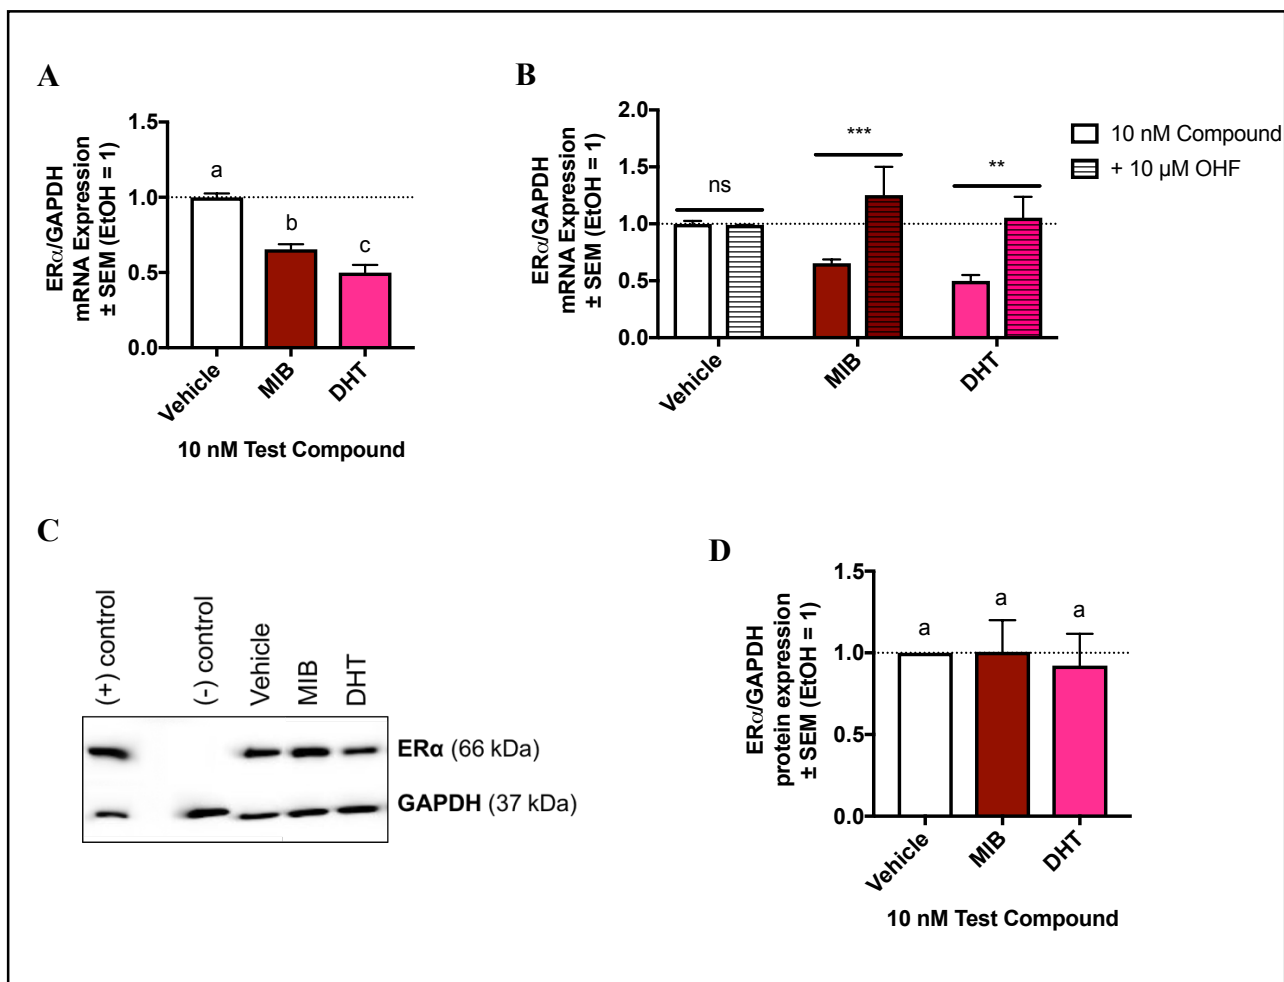 A
ERα/GAPDH
mRNA Expression
± SEM (EtOH = 1)
1.5
1.0
0.5
0.0
a
b
c
Vehicle
MIB
DHT
10 nM Test Compound
B
ERα/GAPDH
mRNA Expression
± SEM (EtOH = 1)
2.0
1.5
1.0
0.5
0.0
ns
***
**
Vehicle
MIB
DHT
10 nM Compound
+ 10 µM OHF
C
(+) control
(-) control
Vehicle
MIB
DHT
ERα (66 kDa)
GAPDH (37 kDa)
D
ERα/GAPDH
protein expression
± SEM (EtOH = 1)
1.5
1.0
0.5
0.0
a
a
a
Vehicle
MIB
DHT
10 nM Test Compound